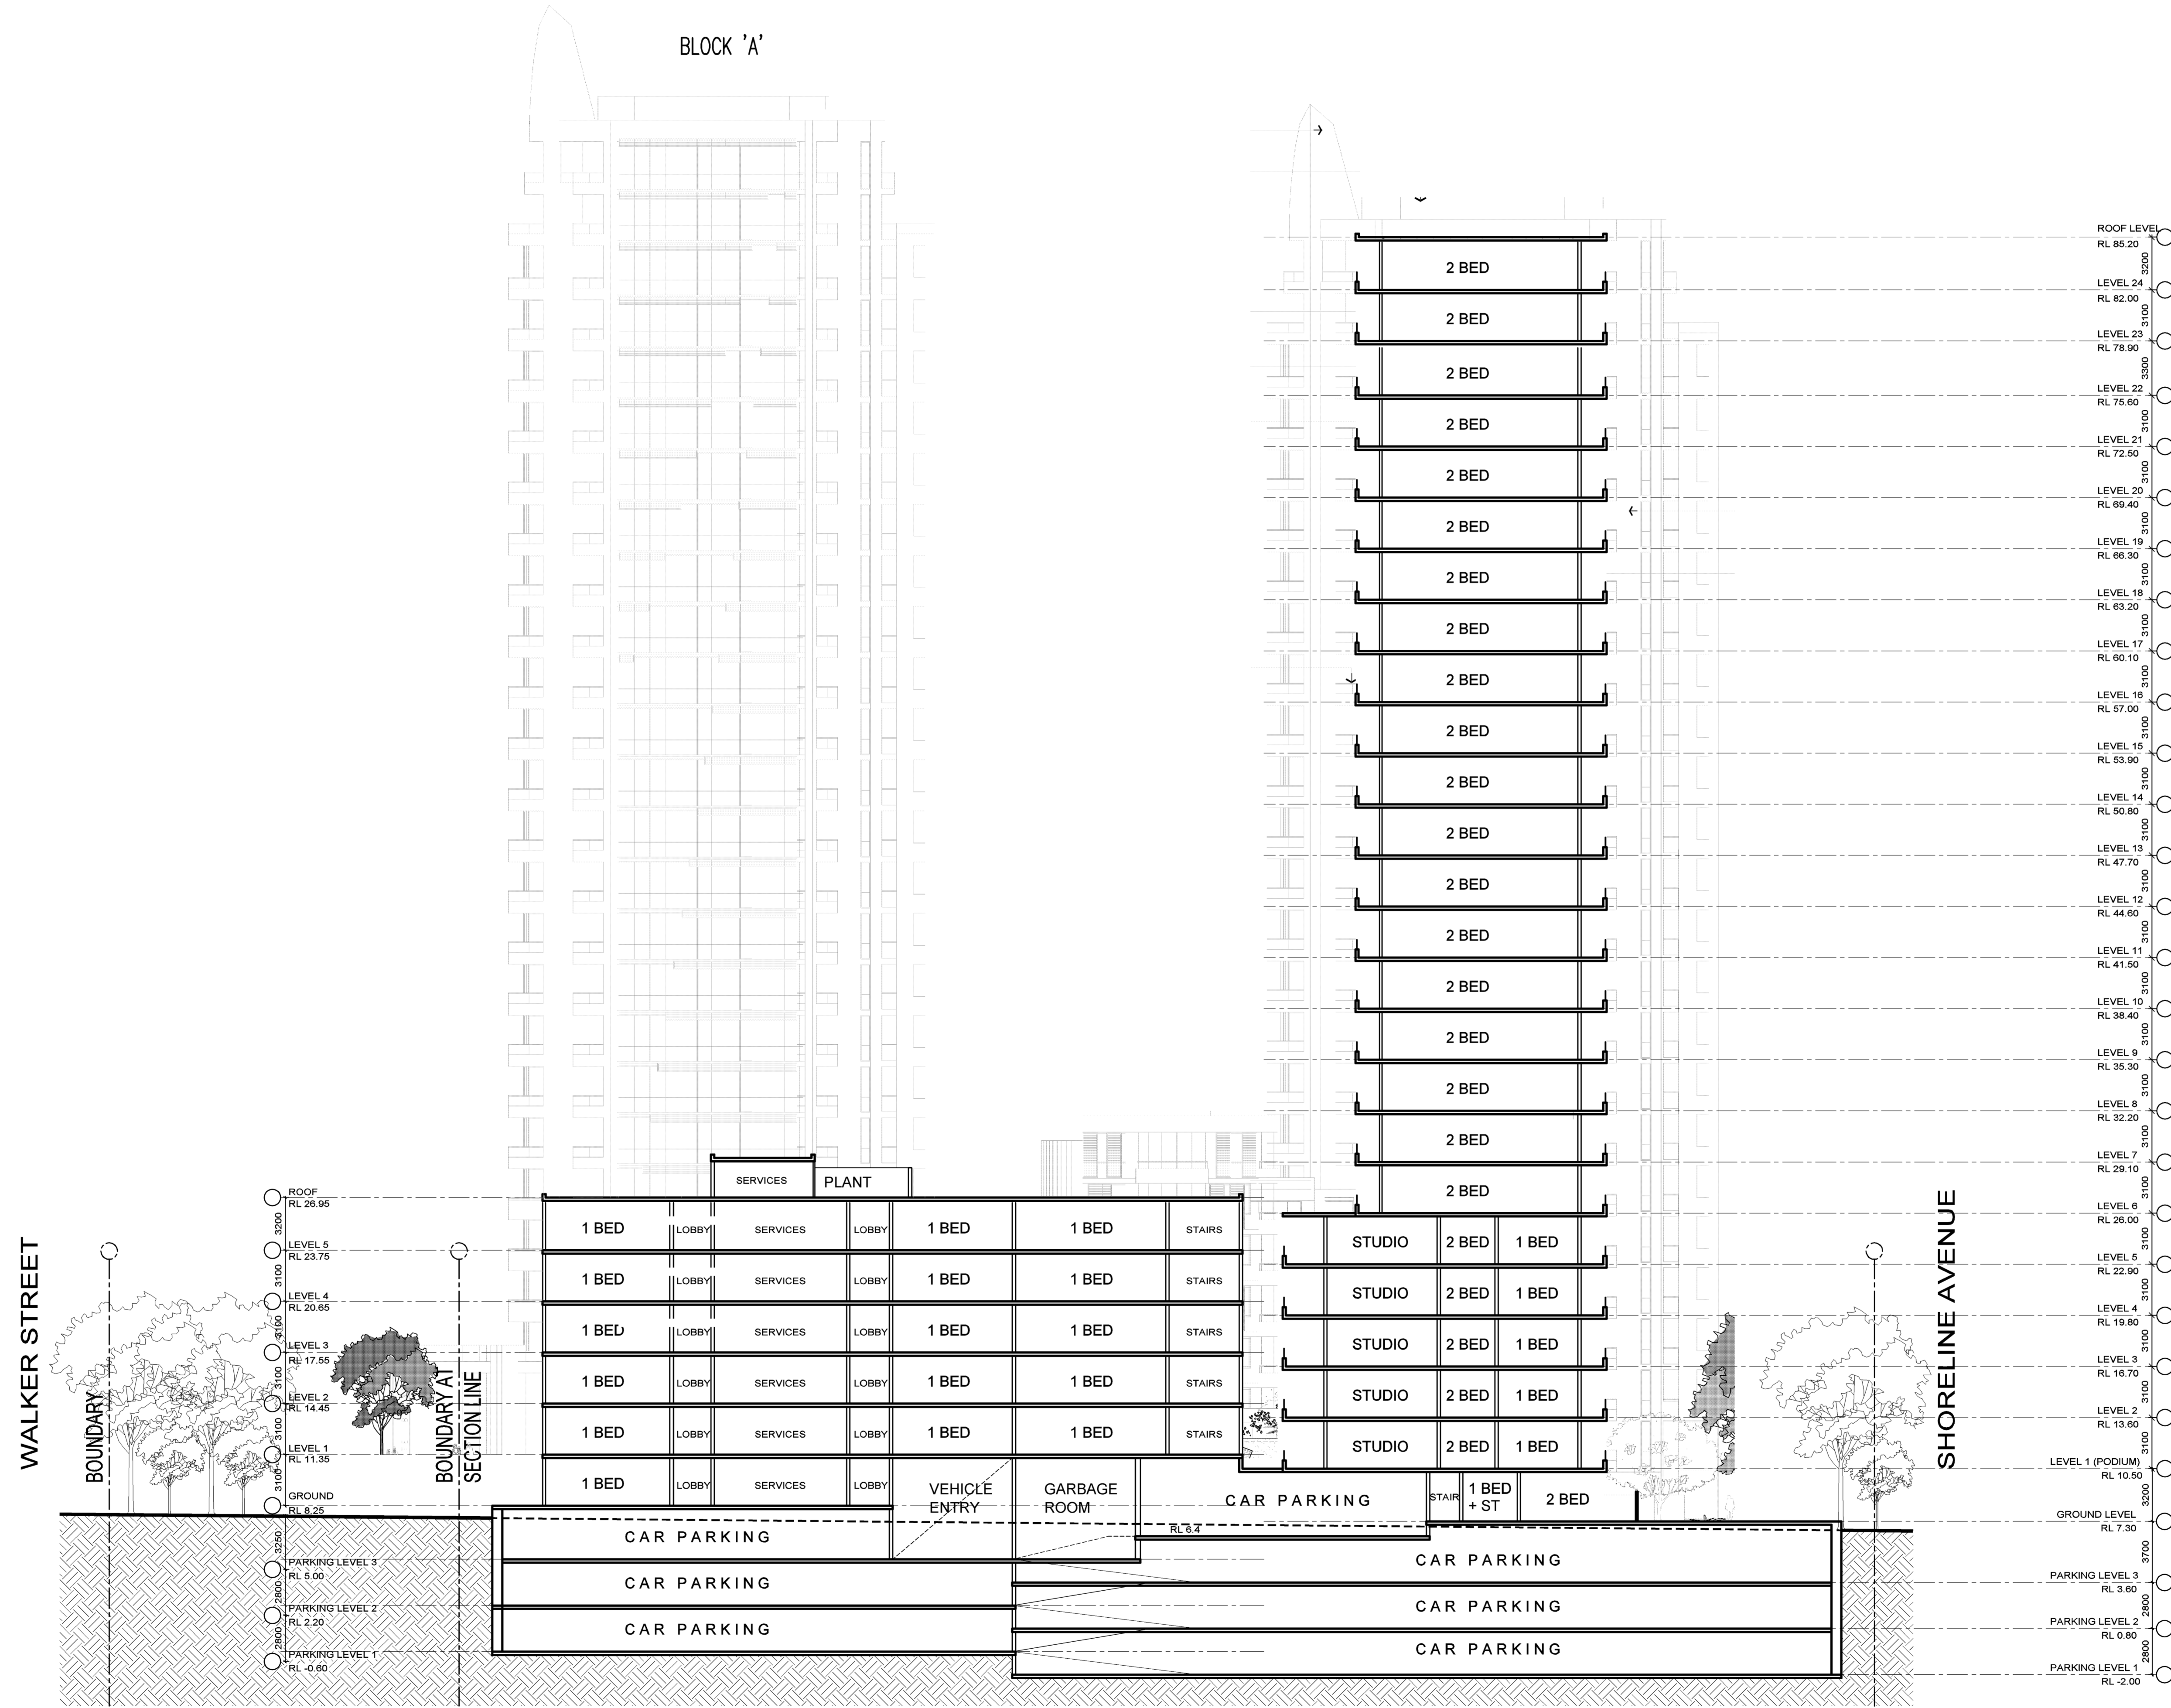 BLOCK 'A'
ROOF LEVEL
RL 85.20
3200
2 BED
LEVEL 24
RL 82.00
3100
2 BED
LEVEL 23
RL 78.90
3300
2 BED
LEVEL 22
RL 75.60
3100
2 BED
LEVEL 21
RL 72.50
3100
2 BED
LEVEL 20
RL 69.40
3100
2 BED
LEVEL 19
RL 66.30
3100
2 BED
LEVEL 18
RL 63.20
3100
2 BED
LEVEL 17
RL 60.10
3100
2 BED
LEVEL 16
RL 57.00
3100
2 BED
LEVEL 15
RL 53.90
3100
2 BED
LEVEL 14
RL 50.80
3100
2 BED
LEVEL 13
RL 47.70
3100
2 BED
LEVEL 12
RL 44.60
3100
2 BED
LEVEL 11
RL 41.50
3100
2 BED
LEVEL 10
RL 38.40
3100
2 BED
LEVEL 9
RL 35.30
3100
2 BED
LEVEL 8
RL 32.20
3100
2 BED
LEVEL 7
RL 29.10
3100
2 BED
LEVEL 6
RL 26.00
3100
STUDIO 2 BED 1 BED
LEVEL 5
RL 22.90
3100
STUDIO 2 BED 1 BED
LEVEL 4
RL 19.80
3100
STUDIO 2 BED 1 BED
LEVEL 3
RL 16.70
3100
STUDIO 2 BED 1 BED
LEVEL 2
RL 13.60
3100
STUDIO 2 BED 1 BED
LEVEL 1 (PODIUM)
RL 10.50
3200
CAR PARKING
STAIR
1 BED
+ ST
2 BED
GROUND LEVEL
RL 7.30
3700
CAR PARKING
PARKING LEVEL 3
RL 3.60
2800
CAR PARKING
PARKING LEVEL 2
RL 0.80
2800
CAR PARKING
PARKING LEVEL 1
RL -2.00
SHORELINE AVENUE
WALKER STREET
BOUNDARY
BOUNDARY AT
SECTION LINE
SERVICES
PLANT
ROOF
RL 26.95
3200
1 BED LOBBY SERVICES LOBBY 1 BED 1 BED STAIRS
LEVEL 5
RL 23.75
3100
1 BED LOBBY SERVICES LOBBY 1 BED 1 BED STAIRS
LEVEL 4
RL 20.65
3100
1 BED LOBBY SERVICES LOBBY 1 BED 1 BED STAIRS
LEVEL 3
RL 17.55
3100
1 BED LOBBY SERVICES LOBBY 1 BED 1 BED STAIRS
LEVEL 2
RL 14.45
3100
1 BED LOBBY SERVICES LOBBY 1 BED 1 BED STAIRS
LEVEL 1
RL 11.35
3100
1 BED LOBBY SERVICES LOBBY
VEHICLE
ENTRY
GARBAGE
ROOM
GROUND
RL 8.25
3250
CAR PARKING
RL 6.4
PARKING LEVEL 3
RL 5.00
2800
CAR PARKING
PARKING LEVEL 2
RL 2.20
2800
CAR PARKING
PARKING LEVEL 1
RL -0.60